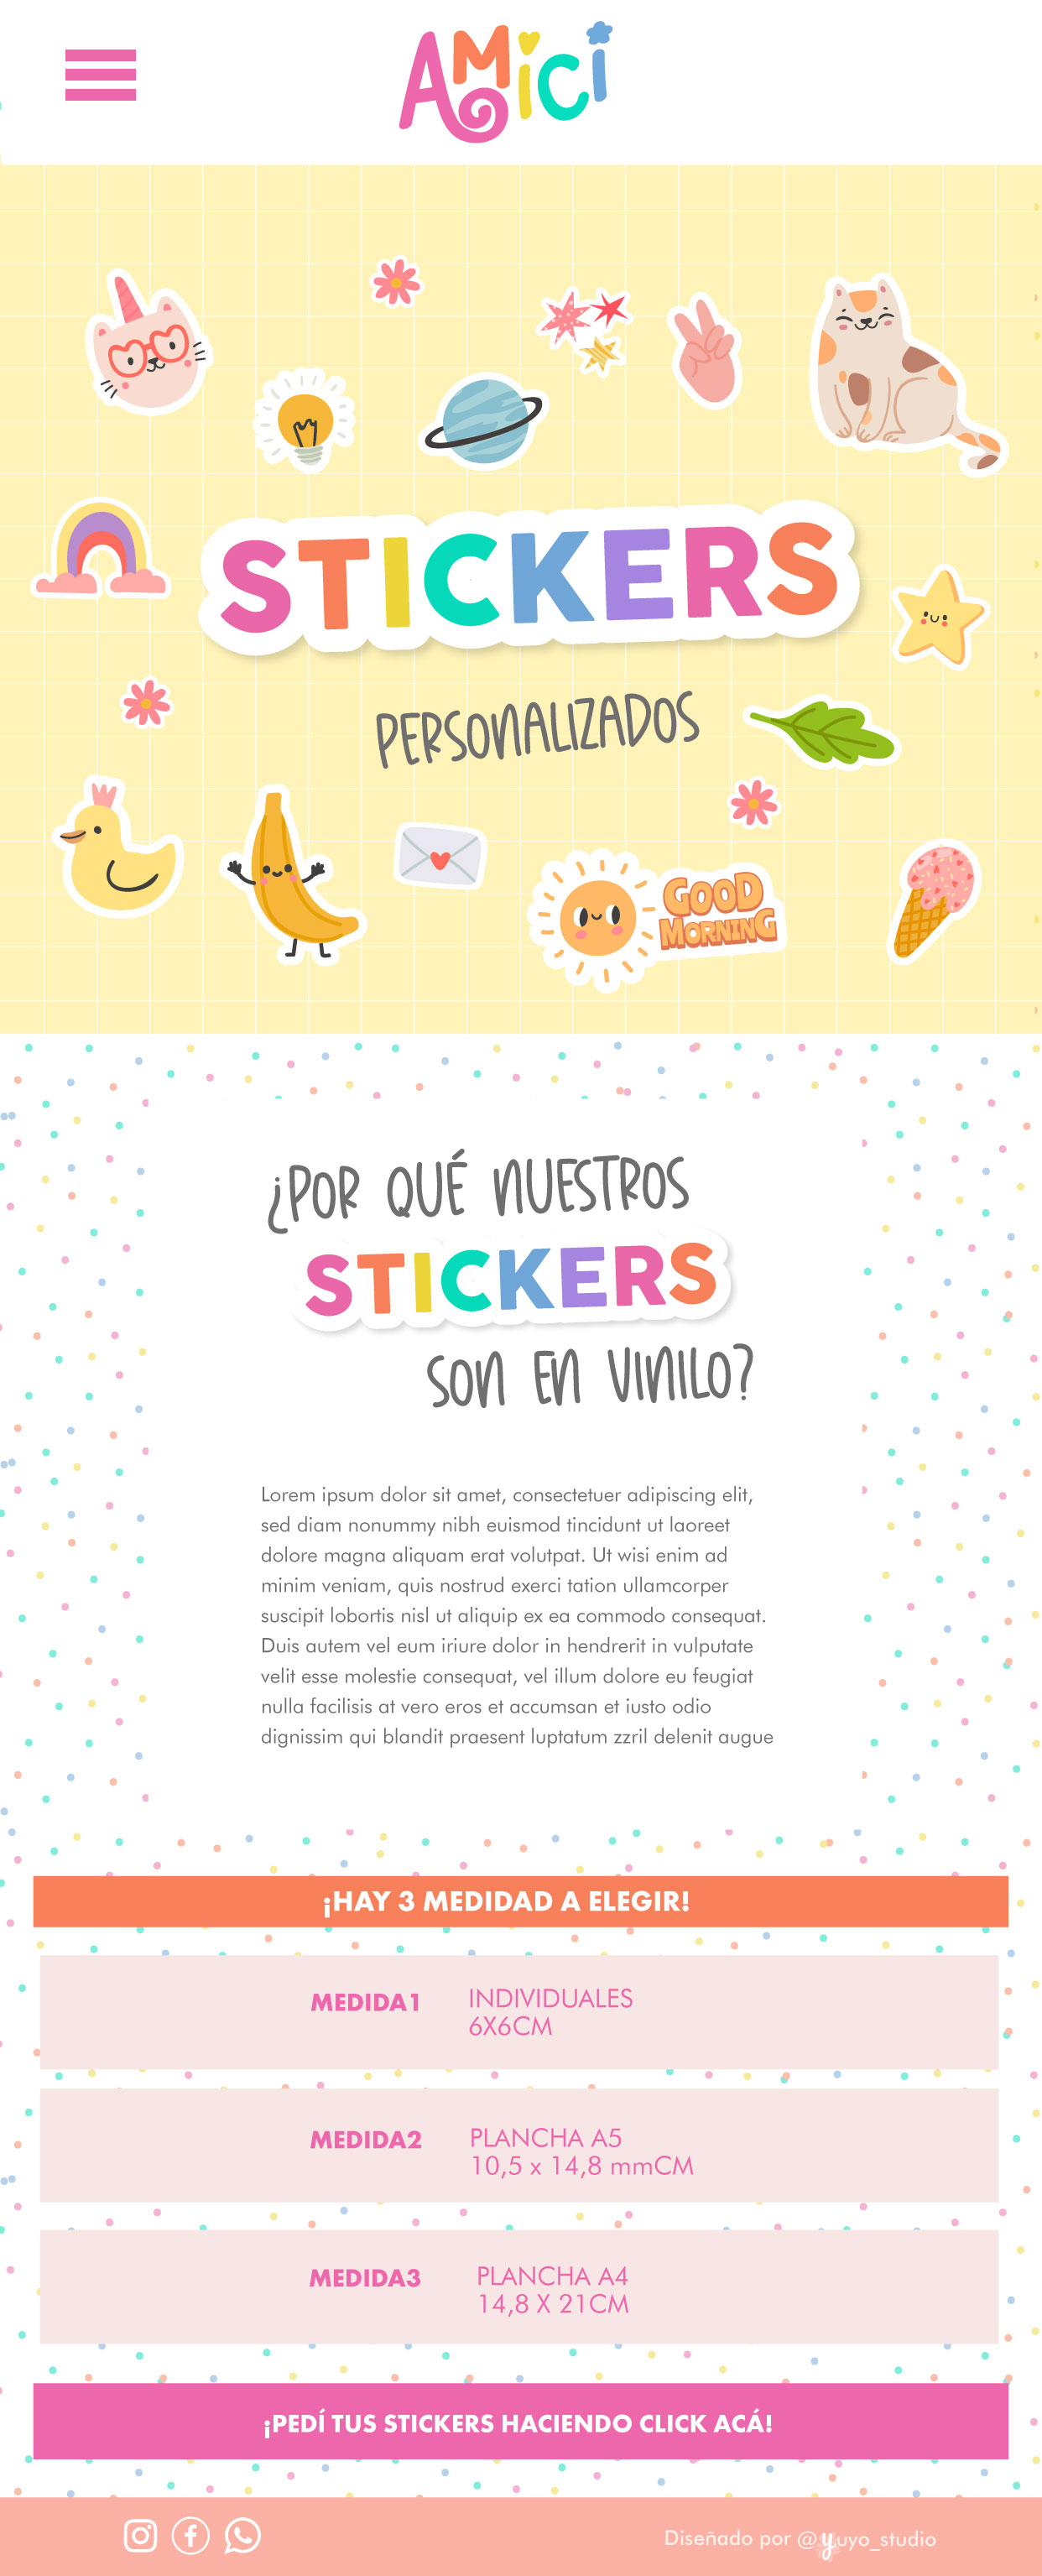 AMiCi
STICKERS
PERSONALIZADOS
GOOD
MORNING
¿POR QUÉ NUESTROS
STICKERS
SON EN VINILO?
Lorem ipsum dolor sit amet, consectetuer adipiscing elit,
sed diam nonummy nibh euismod tincidunt ut laoreet
dolore magna aliquam erat volutpat. Ut wisi enim ad
minim veniam, quis nostrud exerci tation ullamcorper
suscipit lobortis nisl ut aliquip ex ea commodo consequat.
Duis autem vel eum iriure dolor in hendrerit in vulputate
velit esse molestie consequat, vel illum dolore eu feugiat
nulla facilisis at vero eros et accumsan et iusto odio
dignissim qui blandit praesent luptatum zzril delenit augue
¡HAY 3 MEDIDAD A ELEGIR!
MEDIDA1 INDIVIDUALES
6X6CM
MEDIDA2 PLANCHA A5
10,5 x 14,8 mmCM
MEDIDA3 PLANCHA A4
14,8 X 21CM
¡PEDÍ TUS STICKERS HACIENDO CLICK ACÁ!
Diseñado por @yuyo_studio